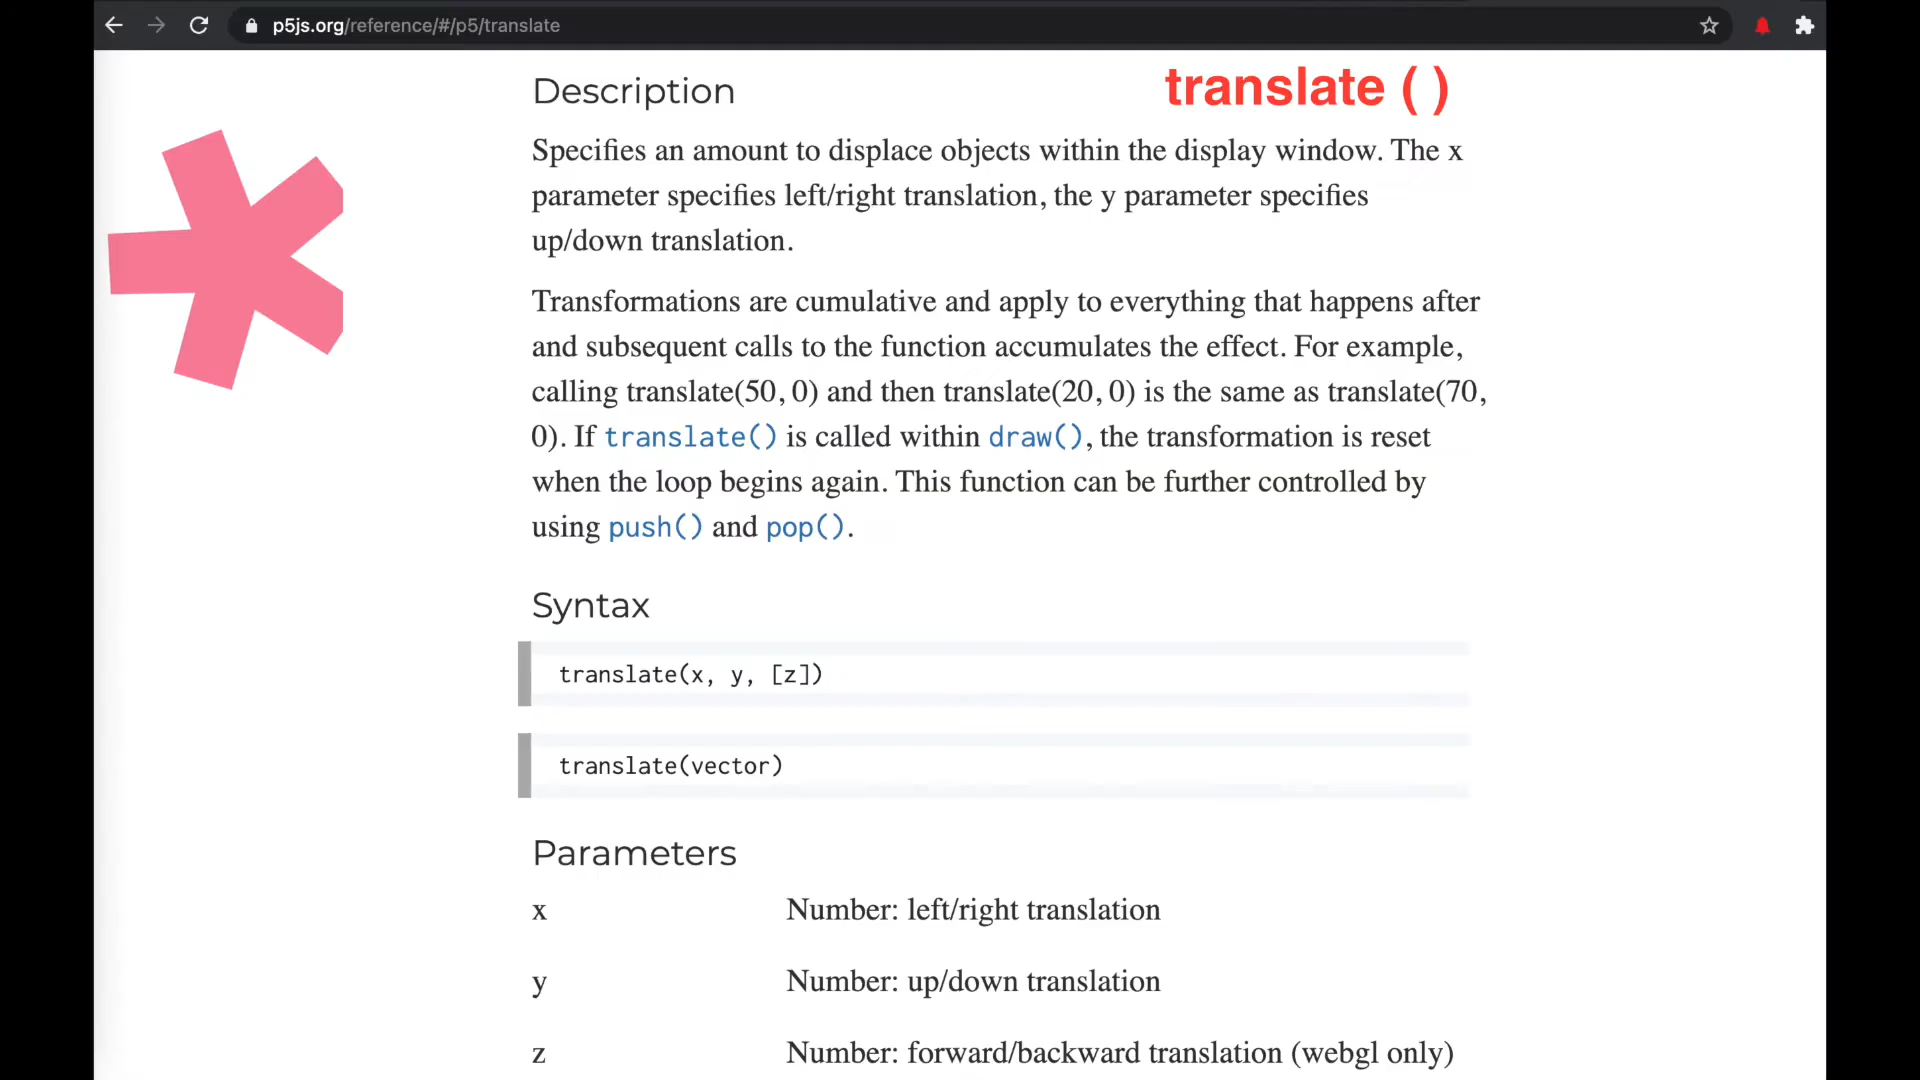 p5js.org/reference/#/p5/translate
Description
translate ( )
Specifies an amount to displace objects within the display window. The x
parameter specifies left/right translation, the y parameter specifies
up/down translation.
Transformations are cumulative and apply to everything that happens after
and subsequent calls to the function accumulates the effect. For example,
calling translate(50, 0) and then translate(20, 0) is the same as translate(70,
0). If translate() is called within draw(), the transformation is reset
when the loop begins again. This function can be further controlled by
using push() and pop().
Syntax
translate(x, y, [z])
translate(vector)
Parameters
x Number: left/right translation
y Number: up/down translation
z Number: forward/backward translation (webgl only)